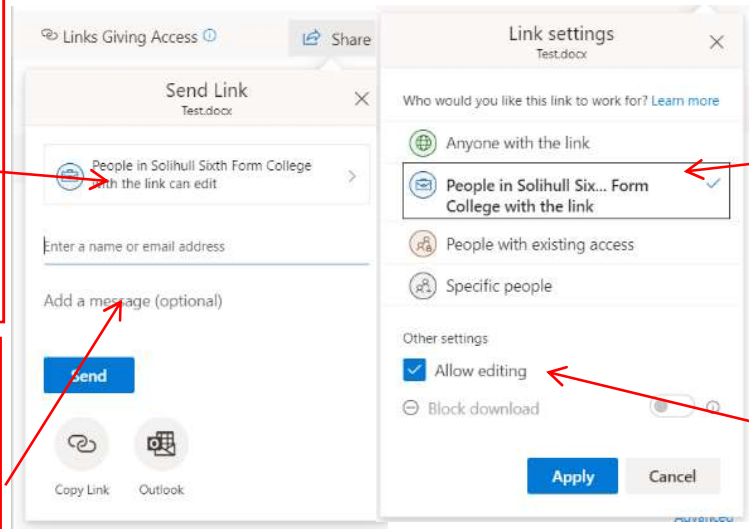 Links Giving Access
Share
Send Link
Test.docx
People in Solihull Sixth Form College
with the link can edit
Enter a name or email address
Add a message (optional)
Send
Copy Link
Outlook
Link settings
Test.docx
Who would you like this link to work for? Learn more
Anyone with the link
People in Solihull Six... Form
College with the link
People with existing access
Specific people
Other settings
Allow editing
Block download
Apply
Cancel
Advanced